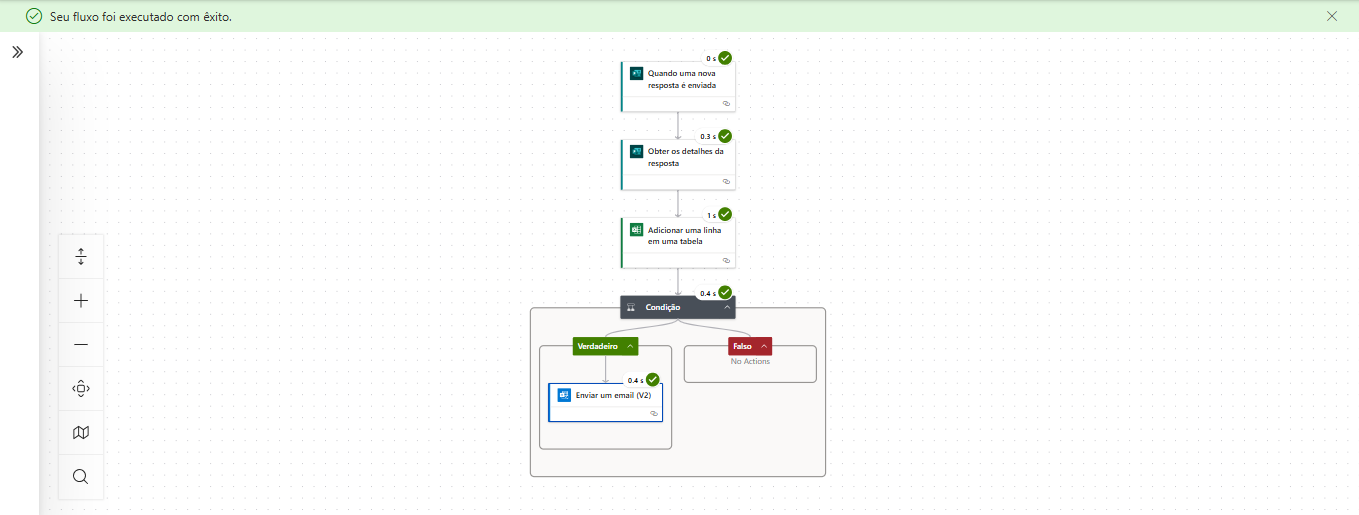 Seu fluxo foi executado com êxito.
0 s
Quando uma nova
resposta é enviada
0.3 s
Obter os detalhes da
resposta
1 s
Adicionar uma linha
em uma tabela
0.4 s
Condição
Verdadeiro
Falso
No Actions
0.4 s
Enviar um email (V2)